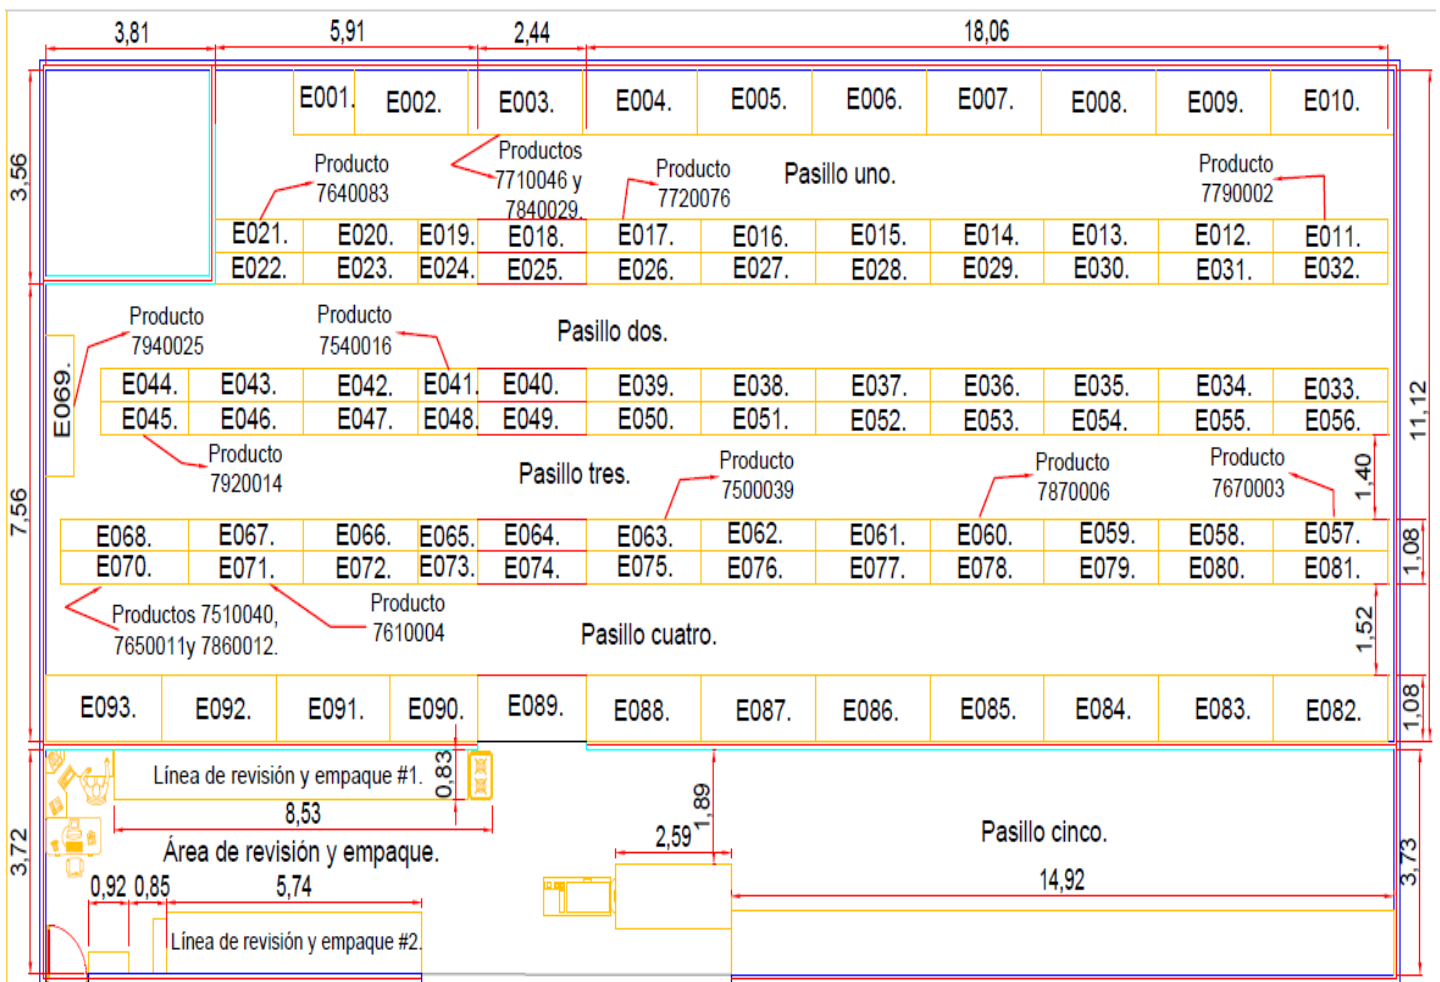 3,81 5,91 2,44 18,06
E001. E002. E003. E004. E005. E006. E007. E008. E009. E010.
3,56
Producto
7640083
Productos
7710046 y
7840029.
Producto
7720076
Pasillo uno.
Producto
7790002
E021. E020. E019. E018. E017. E016. E015. E014. E013. E012. E011.
E022. E023. E024. E025. E026. E027. E028. E029. E030. E031. E032.
Producto
7940025
Producto
7540016
Pasillo dos.
E069.
E044. E043. E042. E041. E040. E039. E038. E037. E036. E035. E034. E033.
E045. E046. E047. E048. E049. E050. E051. E052. E053. E054. E055. E056.
11,12
Producto
7920014
Pasillo tres.
Producto
7500039
Producto
7870006
Producto
7670003
1,40
7,56
E068. E067. E066. E065. E064. E063. E062. E061. E060. E059. E058. E057.
E070. E071. E072. E073. E074. E075. E076. E077. E078. E079. E080. E081.
1,08
Productos 7510040,
7650011y 7860012.
Producto
7610004
Pasillo cuatro.
1,52
E093. E092. E091. E090. E089. E088. E087. E086. E085. E084. E083. E082.
1,08
Línea de revisión y empaque #1.
0,83
8,53
1,89
2,59
Pasillo cinco.
3,72
Área de revisión y empaque.
3,73
0,92 0,85 5,74
14,92
Línea de revisión y empaque #2.